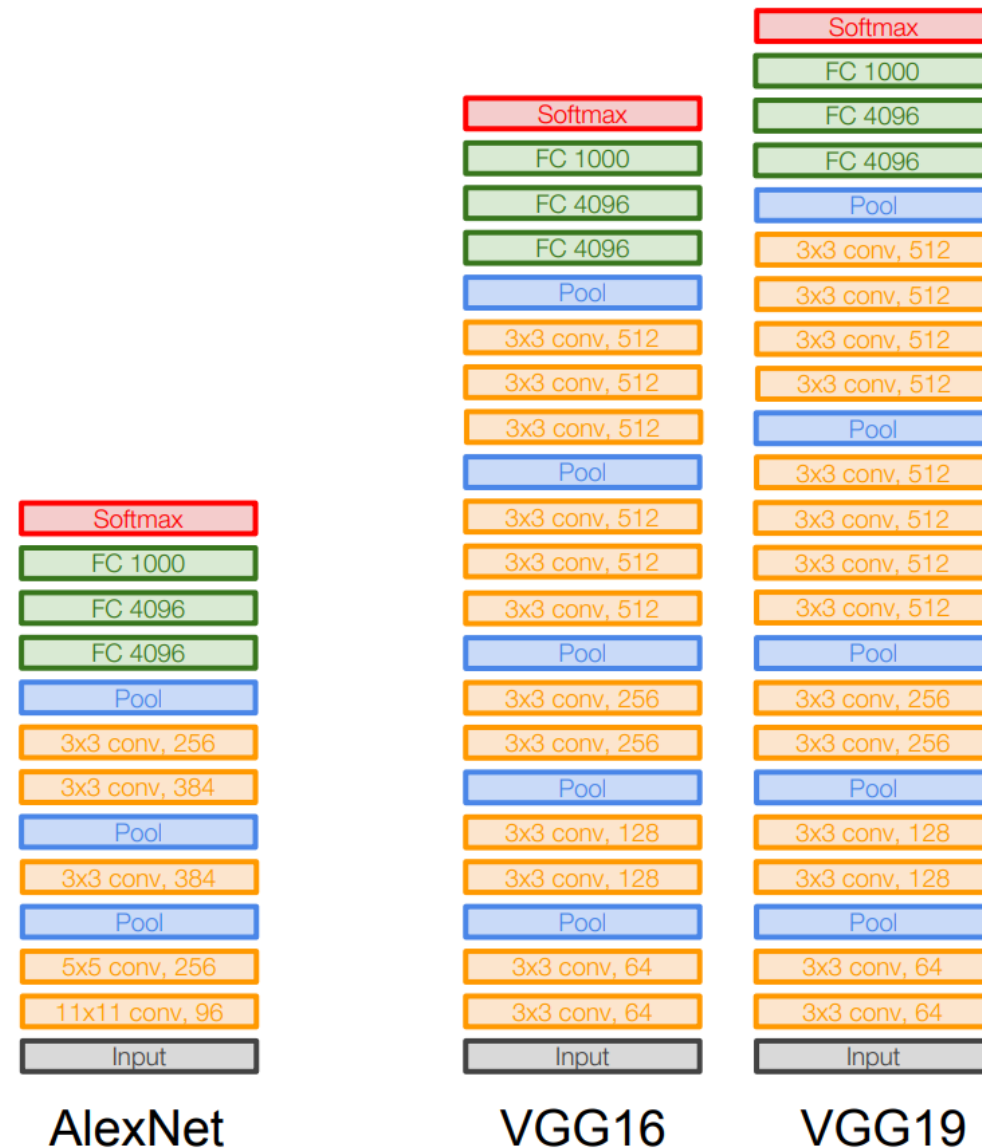 Softmax
FC 1000
FC 4096
FC 4096
Pool
3x3 conv, 256
3x3 conv, 384
Pool
3x3 conv, 384
Pool
5x5 conv, 256
11x11 conv, 96
Input
AlexNet
Softmax
FC 1000
FC 4096
FC 4096
Pool
3x3 conv, 512
3x3 conv, 512
3x3 conv, 512
Pool
3x3 conv, 512
3x3 conv, 512
3x3 conv, 512
Pool
3x3 conv, 256
3x3 conv, 256
Pool
3x3 conv, 128
3x3 conv, 128
Pool
3x3 conv, 64
3x3 conv, 64
Input
VGG16
Softmax
FC 1000
FC 4096
FC 4096
Pool
3x3 conv, 512
3x3 conv, 512
3x3 conv, 512
3x3 conv, 512
Pool
3x3 conv, 512
3x3 conv, 512
3x3 conv, 512
3x3 conv, 512
Pool
3x3 conv, 256
3x3 conv, 256
Pool
3x3 conv, 128
3x3 conv, 128
Pool
3x3 conv, 64
3x3 conv, 64
Input
VGG19